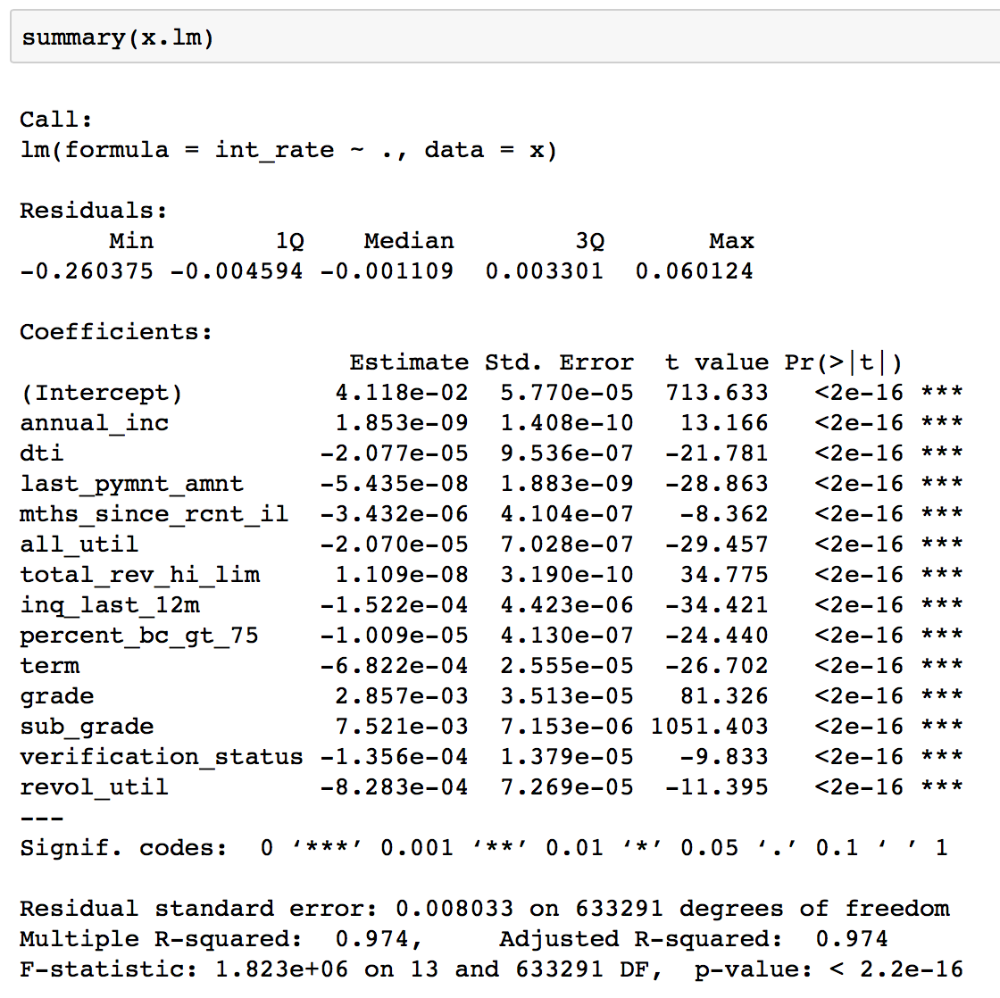 summary(x.lm)
Call:
lm(formula = int_rate ~ ., data = x)
Residuals:
Min 1Q Median 3Q Max
-0.260375 -0.004594 -0.001109 0.003301 0.060124
Coefficients:
Estimate Std. Error t value Pr(>|t|)
(Intercept) 4.118e-02 5.770e-05 713.633 <2e-16 ***
annual_inc 1.853e-09 1.408e-10 13.166 <2e-16 ***
dti -2.077e-05 9.536e-07 -21.781 <2e-16 ***
last_pymnt_amnt -5.435e-08 1.883e-09 -28.863 <2e-16 ***
mths_since_rcnt_il -3.432e-06 4.104e-07 -8.362 <2e-16 ***
all_util -2.070e-05 7.028e-07 -29.457 <2e-16 ***
total_rev_hi_lim 1.109e-08 3.190e-10 34.775 <2e-16 ***
inq_last_12m -1.522e-04 4.423e-06 -34.421 <2e-16 ***
percent_bc_gt_75 -1.009e-05 4.130e-07 -24.440 <2e-16 ***
term -6.822e-04 2.555e-05 -26.702 <2e-16 ***
grade 2.857e-03 3.513e-05 81.326 <2e-16 ***
sub_grade 7.521e-03 7.153e-06 1051.403 <2e-16 ***
verification_status -1.356e-04 1.379e-05 -9.833 <2e-16 ***
revol_util -8.283e-04 7.269e-05 -11.395 <2e-16 ***
---
Signif. codes: 0 ‘***’ 0.001 ‘**’ 0.01 ‘*’ 0.05 ‘.’ 0.1 ‘ ’ 1
Residual standard error: 0.008033 on 633291 degrees of freedom
Multiple R-squared: 0.974, Adjusted R-squared: 0.974
F-statistic: 1.823e+06 on 13 and 633291 DF, p-value: < 2.2e-16